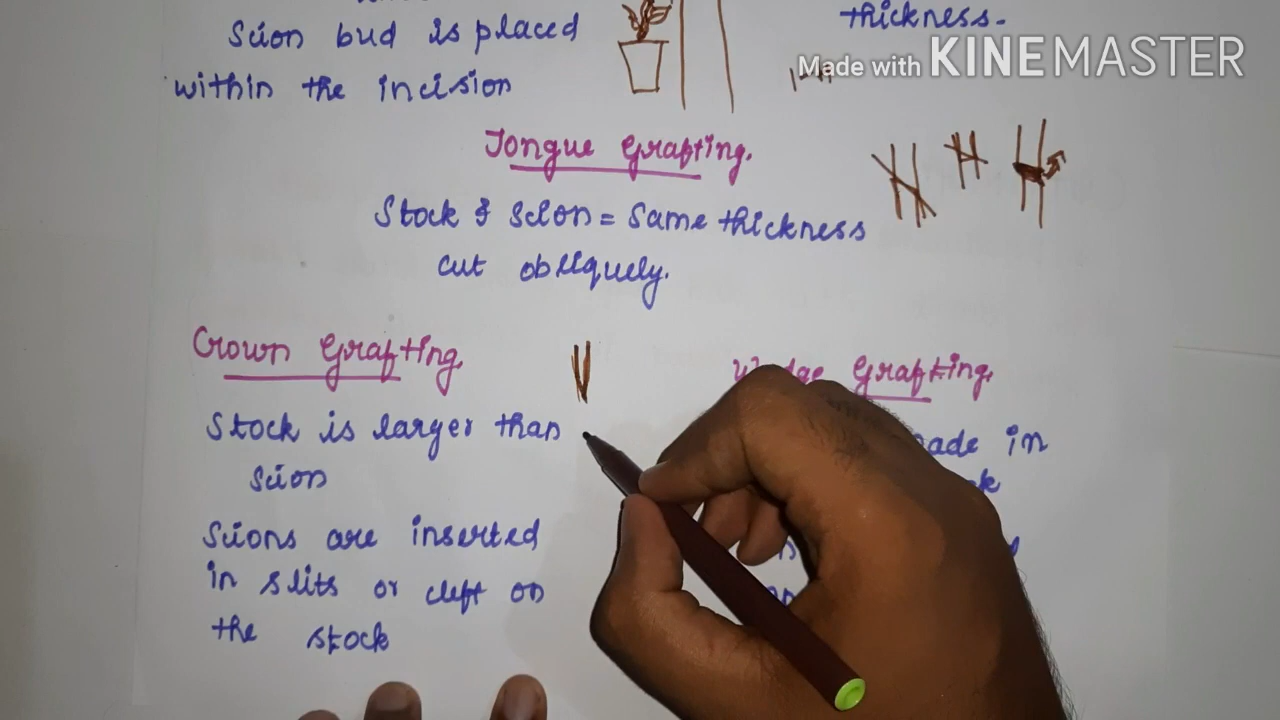 Scion bud is placed
within the incision
thickness.
Made with KINEMASTER
Tongue Grafting.
Stock & Scion = Same thickness
cut obliquely.
Crown Grafting.
Stock is larger than
Scion
Scions are inserted
in slits or cleft on
the stock
Grafting.
in